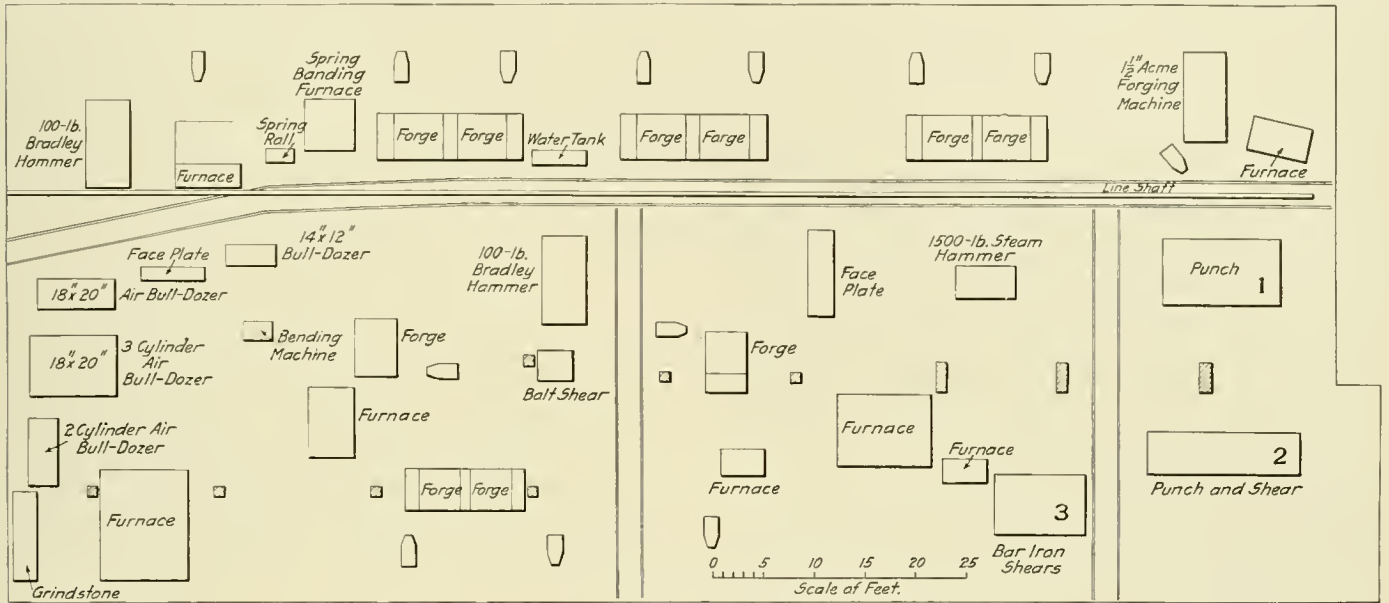 100-lb.
Bradley
Hammer
Furnace
Spring
Rall
Spring
Banding
Furnace
Forge Forge
Water Tank
Forge Forge
Forge Forge
1 1/2" Acme
Forging
Machine
Furnace
Line Shaft
Face Plate
14" x 12"
Bull-Dozer
18" x 20" Air Bull-Dozer
18" x 20"
3 Cylinder
Air
Bull-Dozer
Bending
Machine
Forge
100-lb.
Bradley
Hammer
Balt Shear
2 Cylinder Air
Bull-Dozer
Furnace
Furnace
Grindstone
Forge Forge
Face
Plate
1500-lb. Steam
Hammer
Forge
Furnace
Furnace
Furnace
3
Bar Iron
Shears
0 5 10 15 20 25
Scale of Feet.
Punch 1
2
Punch and Shear